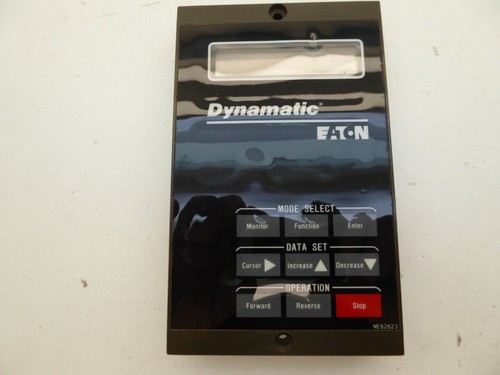 Dynamatic®
EATON
MODE SELECT
Monitor Function Enter
DATA SET
Cursor Increase Decrease
OPERATION
Forward Reverse Stop
NE62623